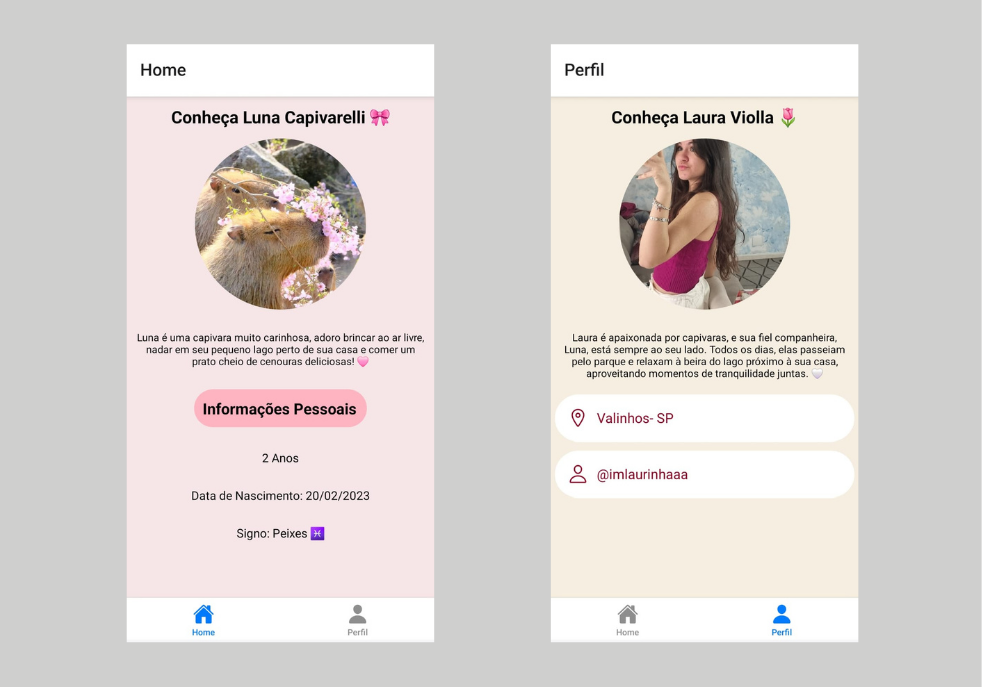 Home
Conheça Luna Capivarelli 🎀
Luna é uma capivara muito carinhosa, adoro brincar ao ar livre,
nadar em seu pequeno lago perto de sua casa e comer um
prato cheio de cenouras deliciosas! 🩷
Informações Pessoais
2 Anos
Data de Nascimento: 20/02/2023
Signo: Peixes ♓
Home
Perfil
Perfil
Conheça Laura Violla 🌷
Laura é apaixonada por capivaras, e sua fiel companheira,
Luna, está sempre ao seu lado. Todos os dias, elas passeiam
pelo parque e relaxam à beira do lago próximo à sua casa,
aproveitando momentos de tranquilidade juntas. 🤍
Valinhos- SP
@imlaurinhaaa
Home
Perfil